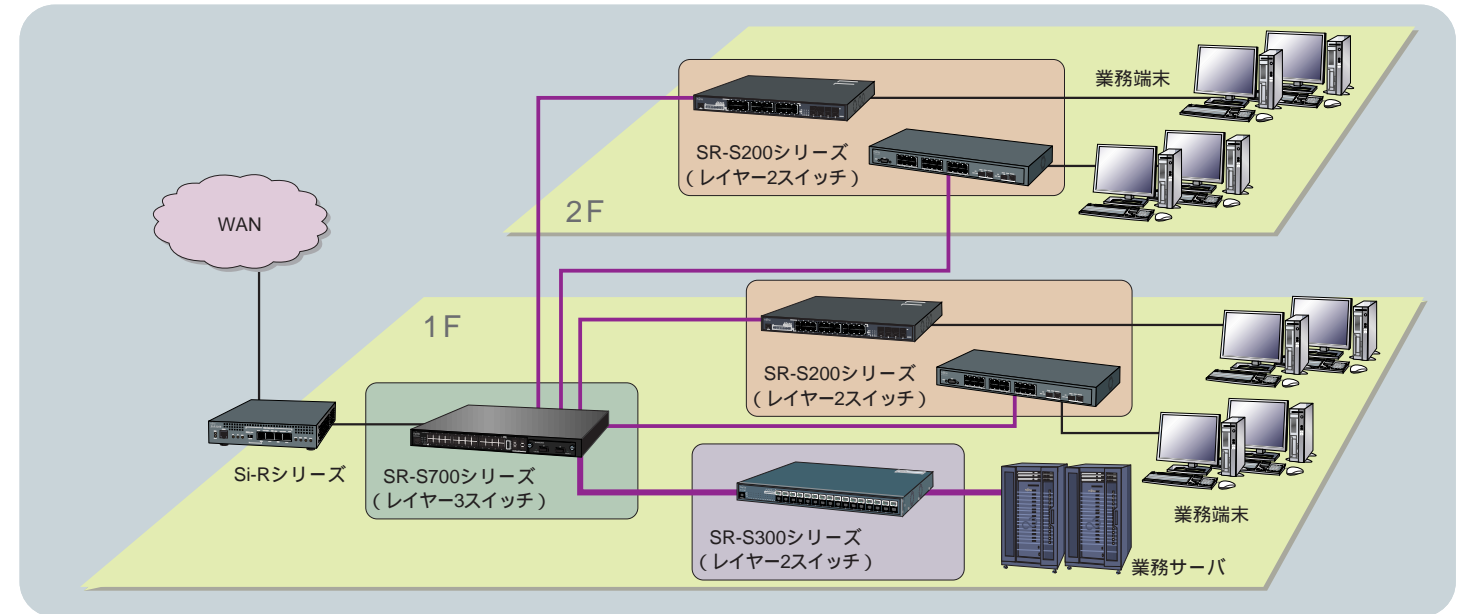 業務端末
SR-S200シリーズ
(レイヤー2スイッチ)
2F
WAN
1F
SR-S200シリーズ
(レイヤー2スイッチ)
Si-Rシリーズ
SR-S700シリーズ
(レイヤー3スイッチ)
業務端末
SR-S300シリーズ
(レイヤー2スイッチ)
業務サーバ